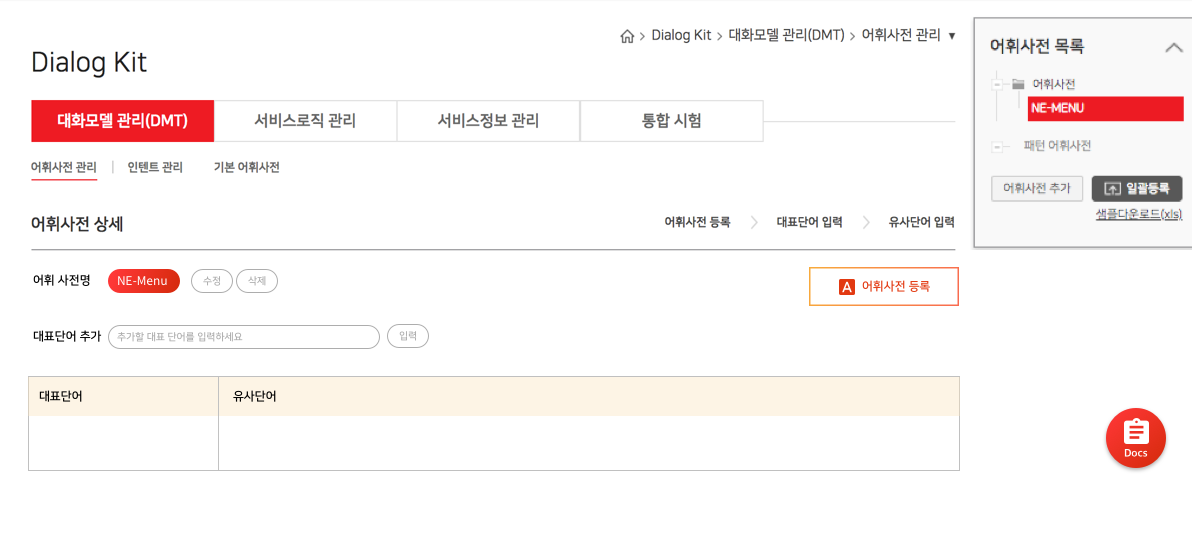 Dialog Kit > 대화모델 관리(DMT) > 어휘사전 관리 ▼
Dialog Kit
대화모델 관리(DMT) 서비스로직 관리 서비스정보 관리 통합 시험
어휘사전 관리 | 인텐트 관리 기본 어휘사전
어휘사전 상세 어휘사전 등록 > 대표단어 입력 > 유사단어 입력
어휘 사전명 NE-Menu 수정 삭제
A 어휘사전 등록
대표단어 추가 추가할 대표 단어를 입력하세요 입력
대표단어 유사단어
어휘사전 목록
어휘사전
NE-MENU
패턴 어휘사전
어휘사전 추가 일괄등록
샘플다운로드(xls)
Docs